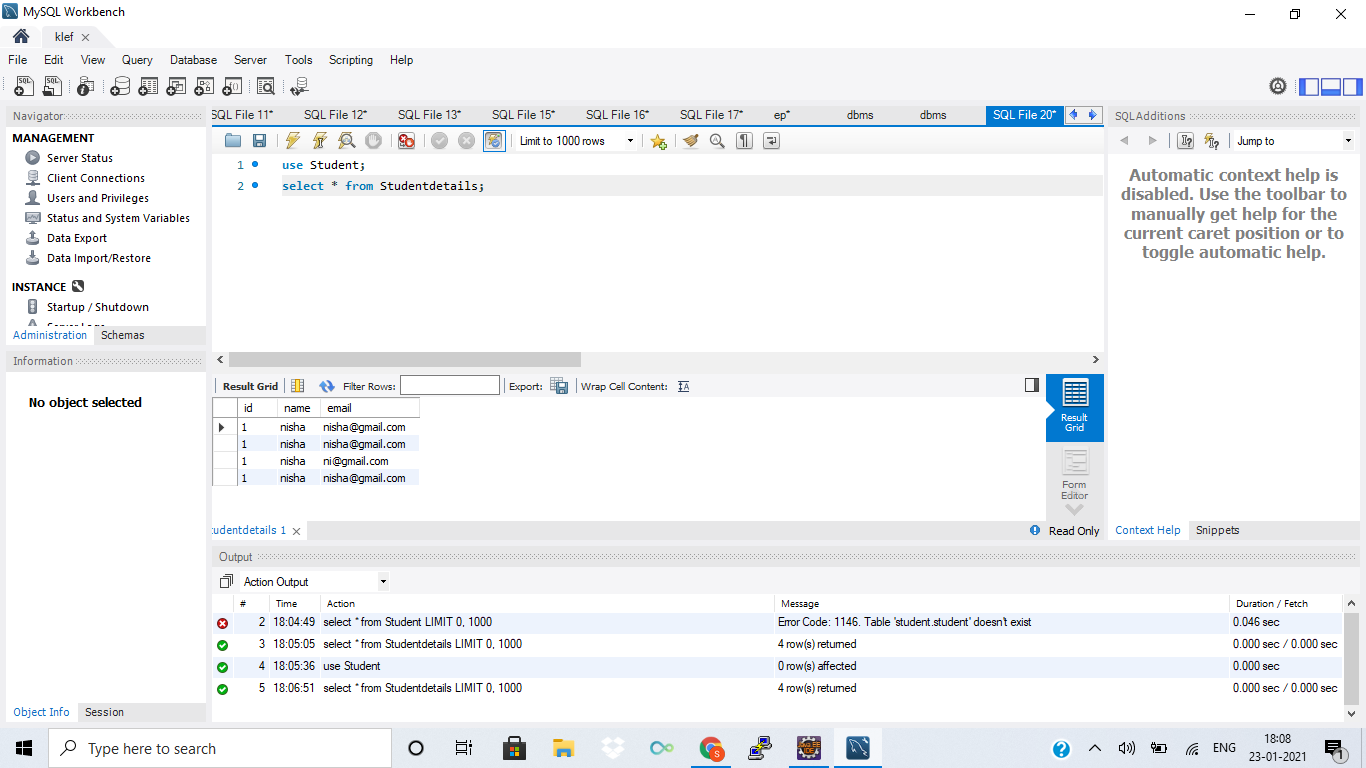 MySQL Workbench
klef
File Edit View Query Database Server Tools Scripting Help
Navigator
MANAGEMENT
Server Status
Client Connections
Users and Privileges
Status and System Variables
Data Export
Data Import/Restore
INSTANCE
Startup / Shutdown
Administration Schemas
Information
No object selected
Object Info Session
SQL File 11* SQL File 12* SQL File 13* SQL File 15* SQL File 16* SQL File 17* ep* dbms dbms SQL File 20*
Limit to 1000 rows
1 use Student;
2 select * from Studentdetails;
Result Grid Filter Rows: Export: Wrap Cell Content:
id name email
1 nisha nisha@gmail.com
1 nisha nisha@gmail.com
1 nisha ni@gmail.com
1 nisha nisha@gmail.com
Result
Grid
Form
Editor
udentdetails 1
Read Only
SQLAdditions
Jump to
Automatic context help is
disabled. Use the toolbar to
manually get help for the
current caret position or to
toggle automatic help.
Context Help Snippets
Output
Action Output
# Time Action Message Duration / Fetch
2 18:04:49 select * from Student LIMIT 0, 1000 Error Code: 1146. Table 'student.student' doesn't exist 0.046 sec
3 18:05:05 select * from Studentdetails LIMIT 0, 1000 4 row(s) returned 0.000 sec / 0.000 sec
4 18:05:36 use Student 0 row(s) affected 0.000 sec
5 18:06:51 select * from Studentdetails LIMIT 0, 1000 4 row(s) returned 0.000 sec / 0.000 sec
Type here to search
ENG
18:08
23-01-2021
1